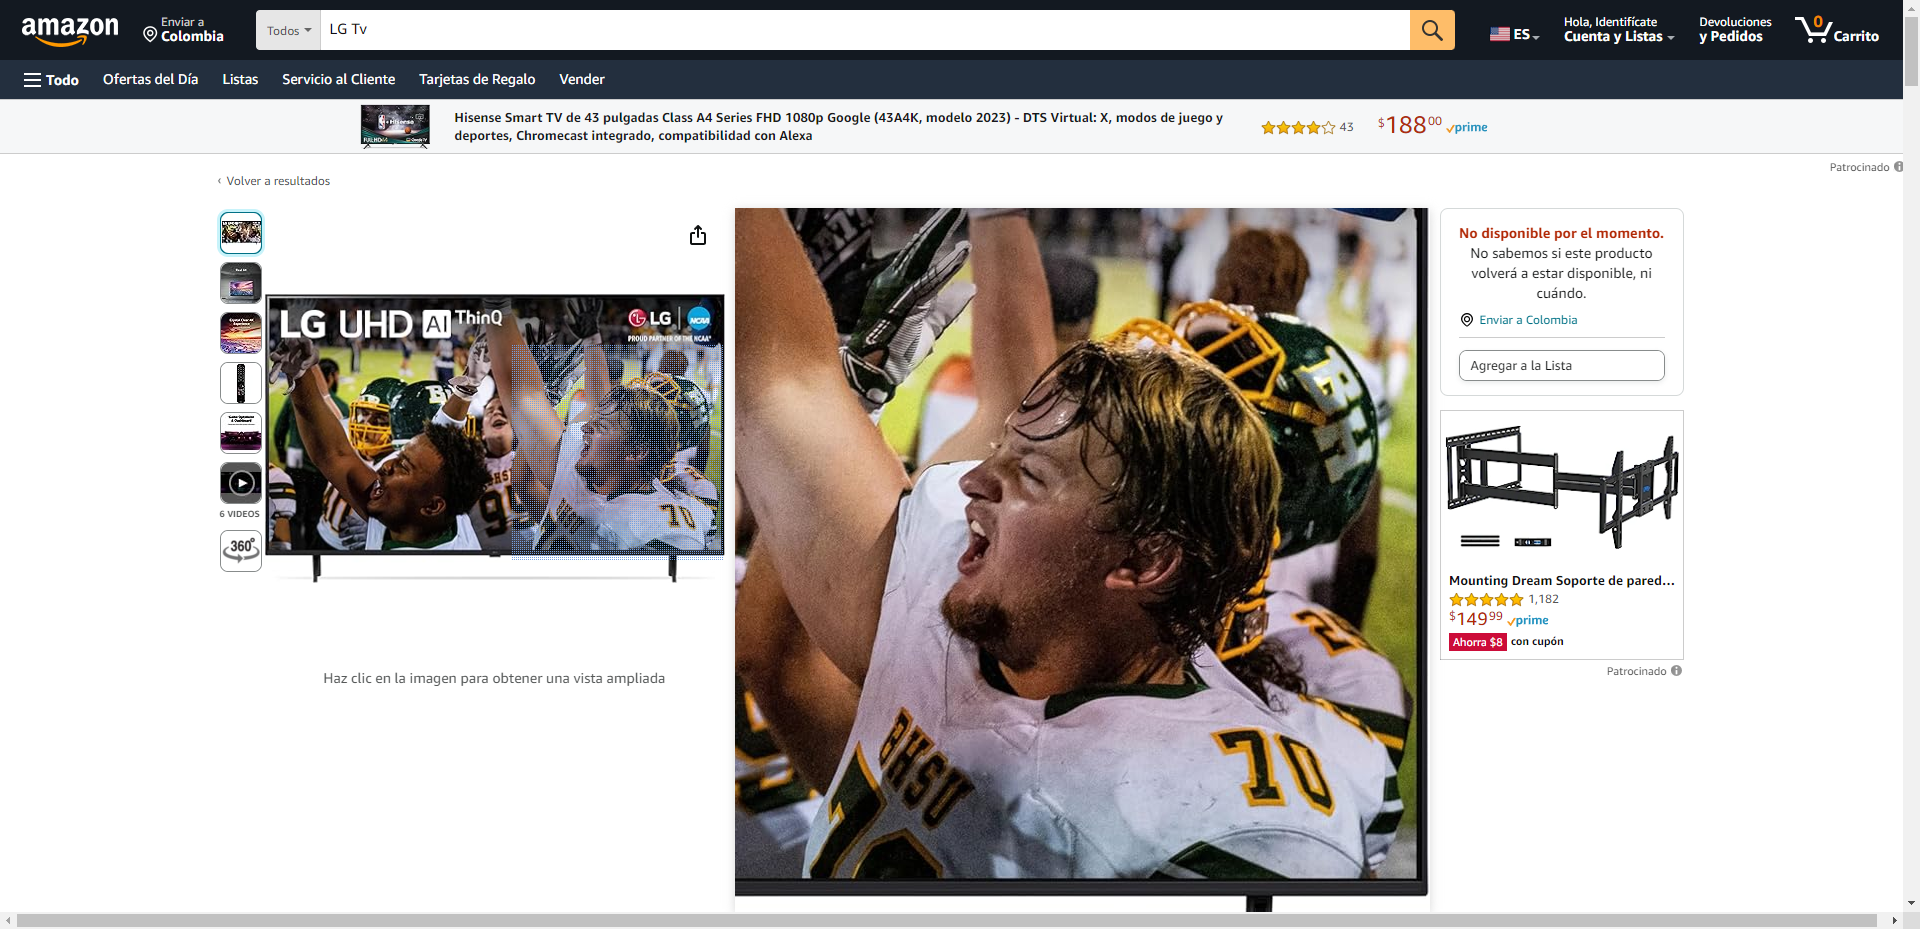 amazon
Enviar a
Colombia
Todos
LG Tv
ES
Hola, Identifícate
Cuenta y Listas
Devoluciones
y Pedidos
0
Carrito
Todo
Ofertas del Día
Listas
Servicio al Cliente
Tarjetas de Regalo
Vender
Hisense Smart TV de 43 pulgadas Class A4 Series FHD 1080p Google (43A4K, modelo 2023) - DTS Virtual: X, modos de juego y
deportes, Chromecast integrado, compatibilidad con Alexa
43
$18800
prime
Patrocinado
‹ Volver a resultados
6 VIDEOS
360°
LG UHD AI ThinQ
LG
NCAA
PROUD PARTNER OF THE NCAA
70
Haz clic en la imagen para obtener una vista ampliada
BHSU
70
No disponible por el momento.
No sabemos si este producto
volverá a estar disponible, ni
cuándo.
Enviar a Colombia
Agregar a la Lista
Mounting Dream Soporte de pared...
1,182
$14999
prime
Ahorra $8 con cupón
Patrocinado